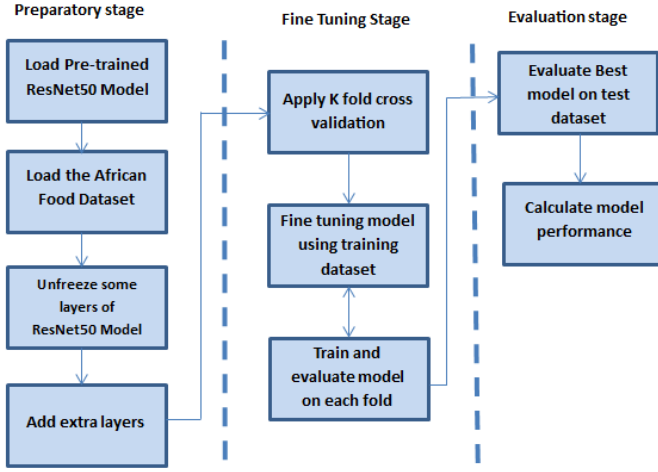 Preparatory stage
Load Pre-trained
ResNet50 Model
Load the African
Food Dataset
Unfreeze some
layers of
ResNet50 Model
Add extra layers
Fine Tuning Stage
Apply K fold cross
validation
Fine tuning model
using training
dataset
Train and
evaluate model
on each fold
Evaluation stage
Evaluate Best
model on test
dataset
Calculate model
performance